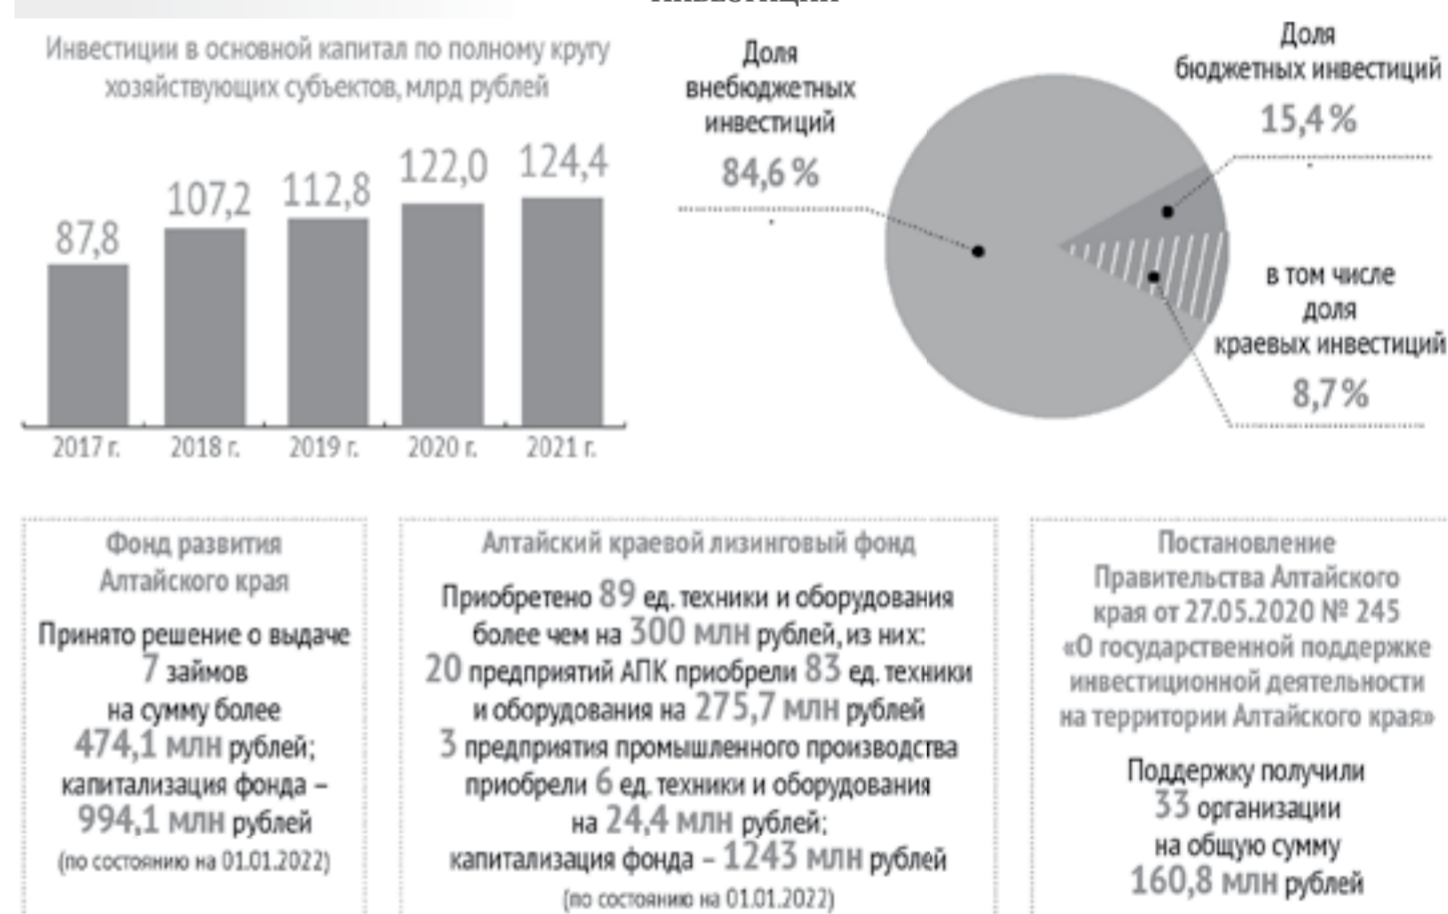 Инвестиции в основной капитал по полному кругу
хозяйствующих субъектов, млрд рублей
87,8
107,2
112,8
122,0
124,4
2017 г.
2018 г.
2019 г.
2020 г.
2021 г.
Доля
внебюджетных
инвестиций
84,6 %
Доля
бюджетных инвестиций
15,4 %
в том числе
доля
краевых инвестиций
8,7 %
Фонд развития
Алтайского края
Принято решение о выдаче
7 займов
на сумму более
474,1 млн рублей;
капитализация фонда –
994,1 млн рублей
(по состоянию на 01.01.2022)
Алтайский краевой лизинговый фонд
Приобретено 89 ед. техники и оборудования
более чем на 300 млн рублей, из них:
20 предприятий АПК приобрели 83 ед. техники
и оборудования на 275,7 млн рублей
3 предприятия промышленного производства
приобрели 6 ед. техники и оборудования
на 24,4 млн рублей;
капитализация фонда – 1243 млн рублей
(по состоянию на 01.01.2022)
Постановление
Правительства Алтайского
края от 27.05.2020 № 245
«О государственной поддержке
инвестиционной деятельности
на территории Алтайского края»
Поддержку получили
33 организации
на общую сумму
160,8 млн рублей